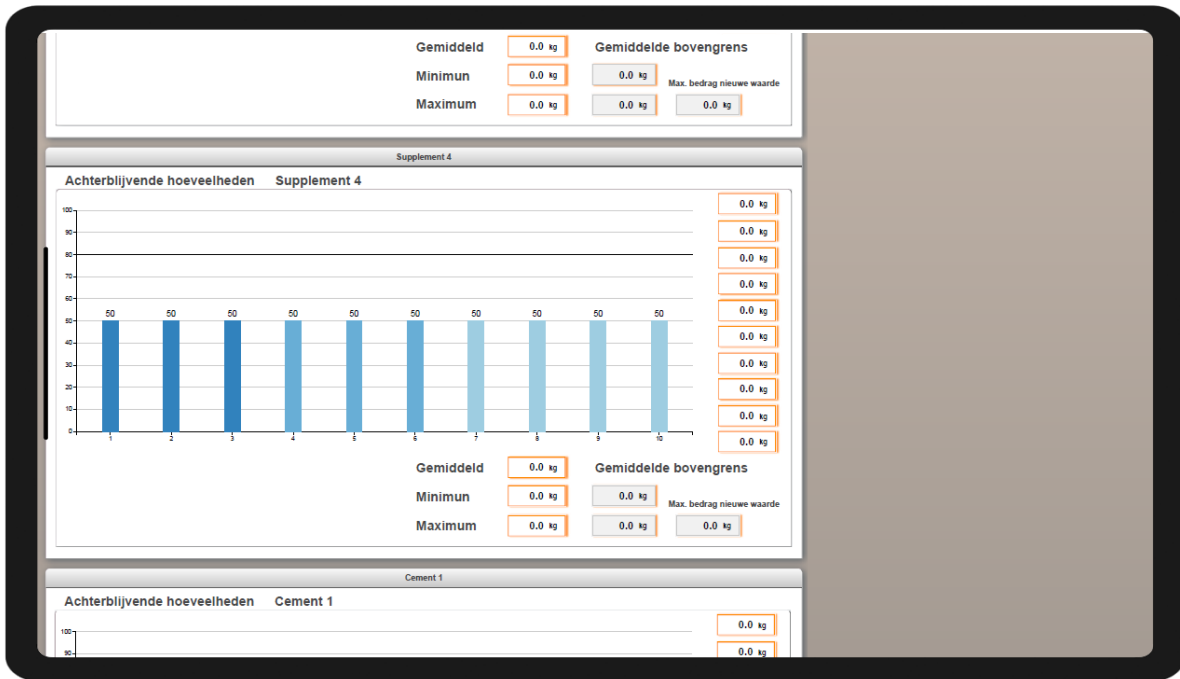 Gemiddeld 0.0 kg Gemiddelde bovengrens
Minimun 0.0 kg 0.0 kg Max. bedrag nieuwe waarde
Maximum 0.0 kg 0.0 kg 0.0 kg
Supplement 4
Achterblijvende hoeveelheden Supplement 4
0.0 kg
0.0 kg
0.0 kg
0.0 kg
0.0 kg
0.0 kg
0.0 kg
0.0 kg
0.0 kg
0.0 kg
100
90
80
70
60
50
40
30
20
10
0
50 50 50 50 50 50 50 50 50 50
1 2 3 4 5 6 7 8 9 10
Gemiddeld 0.0 kg Gemiddelde bovengrens
Minimun 0.0 kg 0.0 kg Max. bedrag nieuwe waarde
Maximum 0.0 kg 0.0 kg 0.0 kg
Cement 1
Achterblijvende hoeveelheden Cement 1
100
90
0.0 kg
0.0 kg